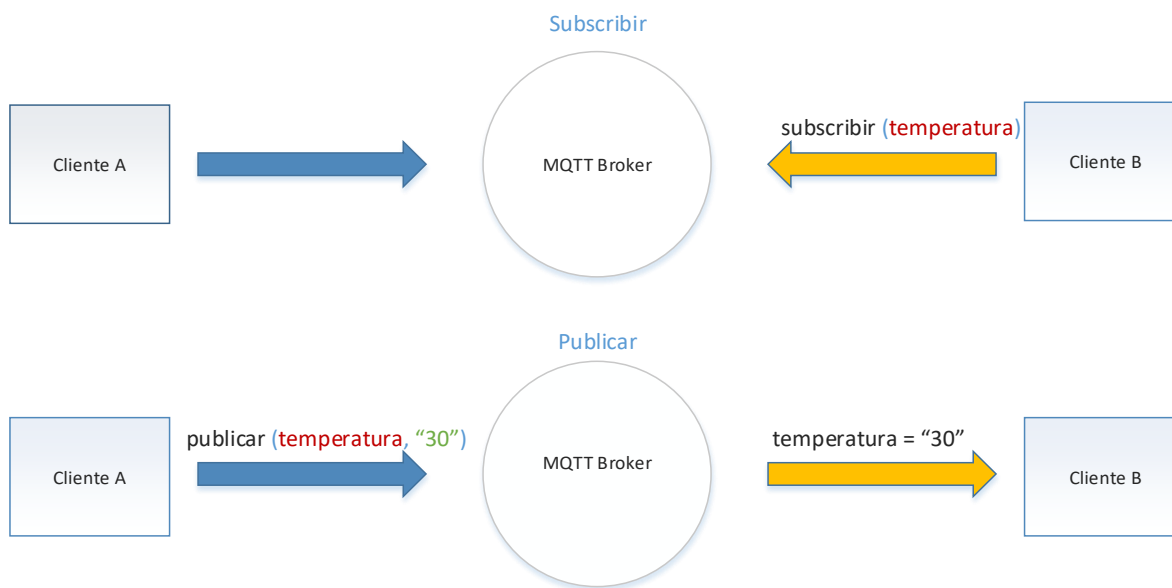 Subscribir
subscribir (temperatura)
Cliente A
MQTT Broker
Cliente B
Publicar
publicar (temperatura, “30”)
temperatura = “30”
Cliente A
MQTT Broker
Cliente B